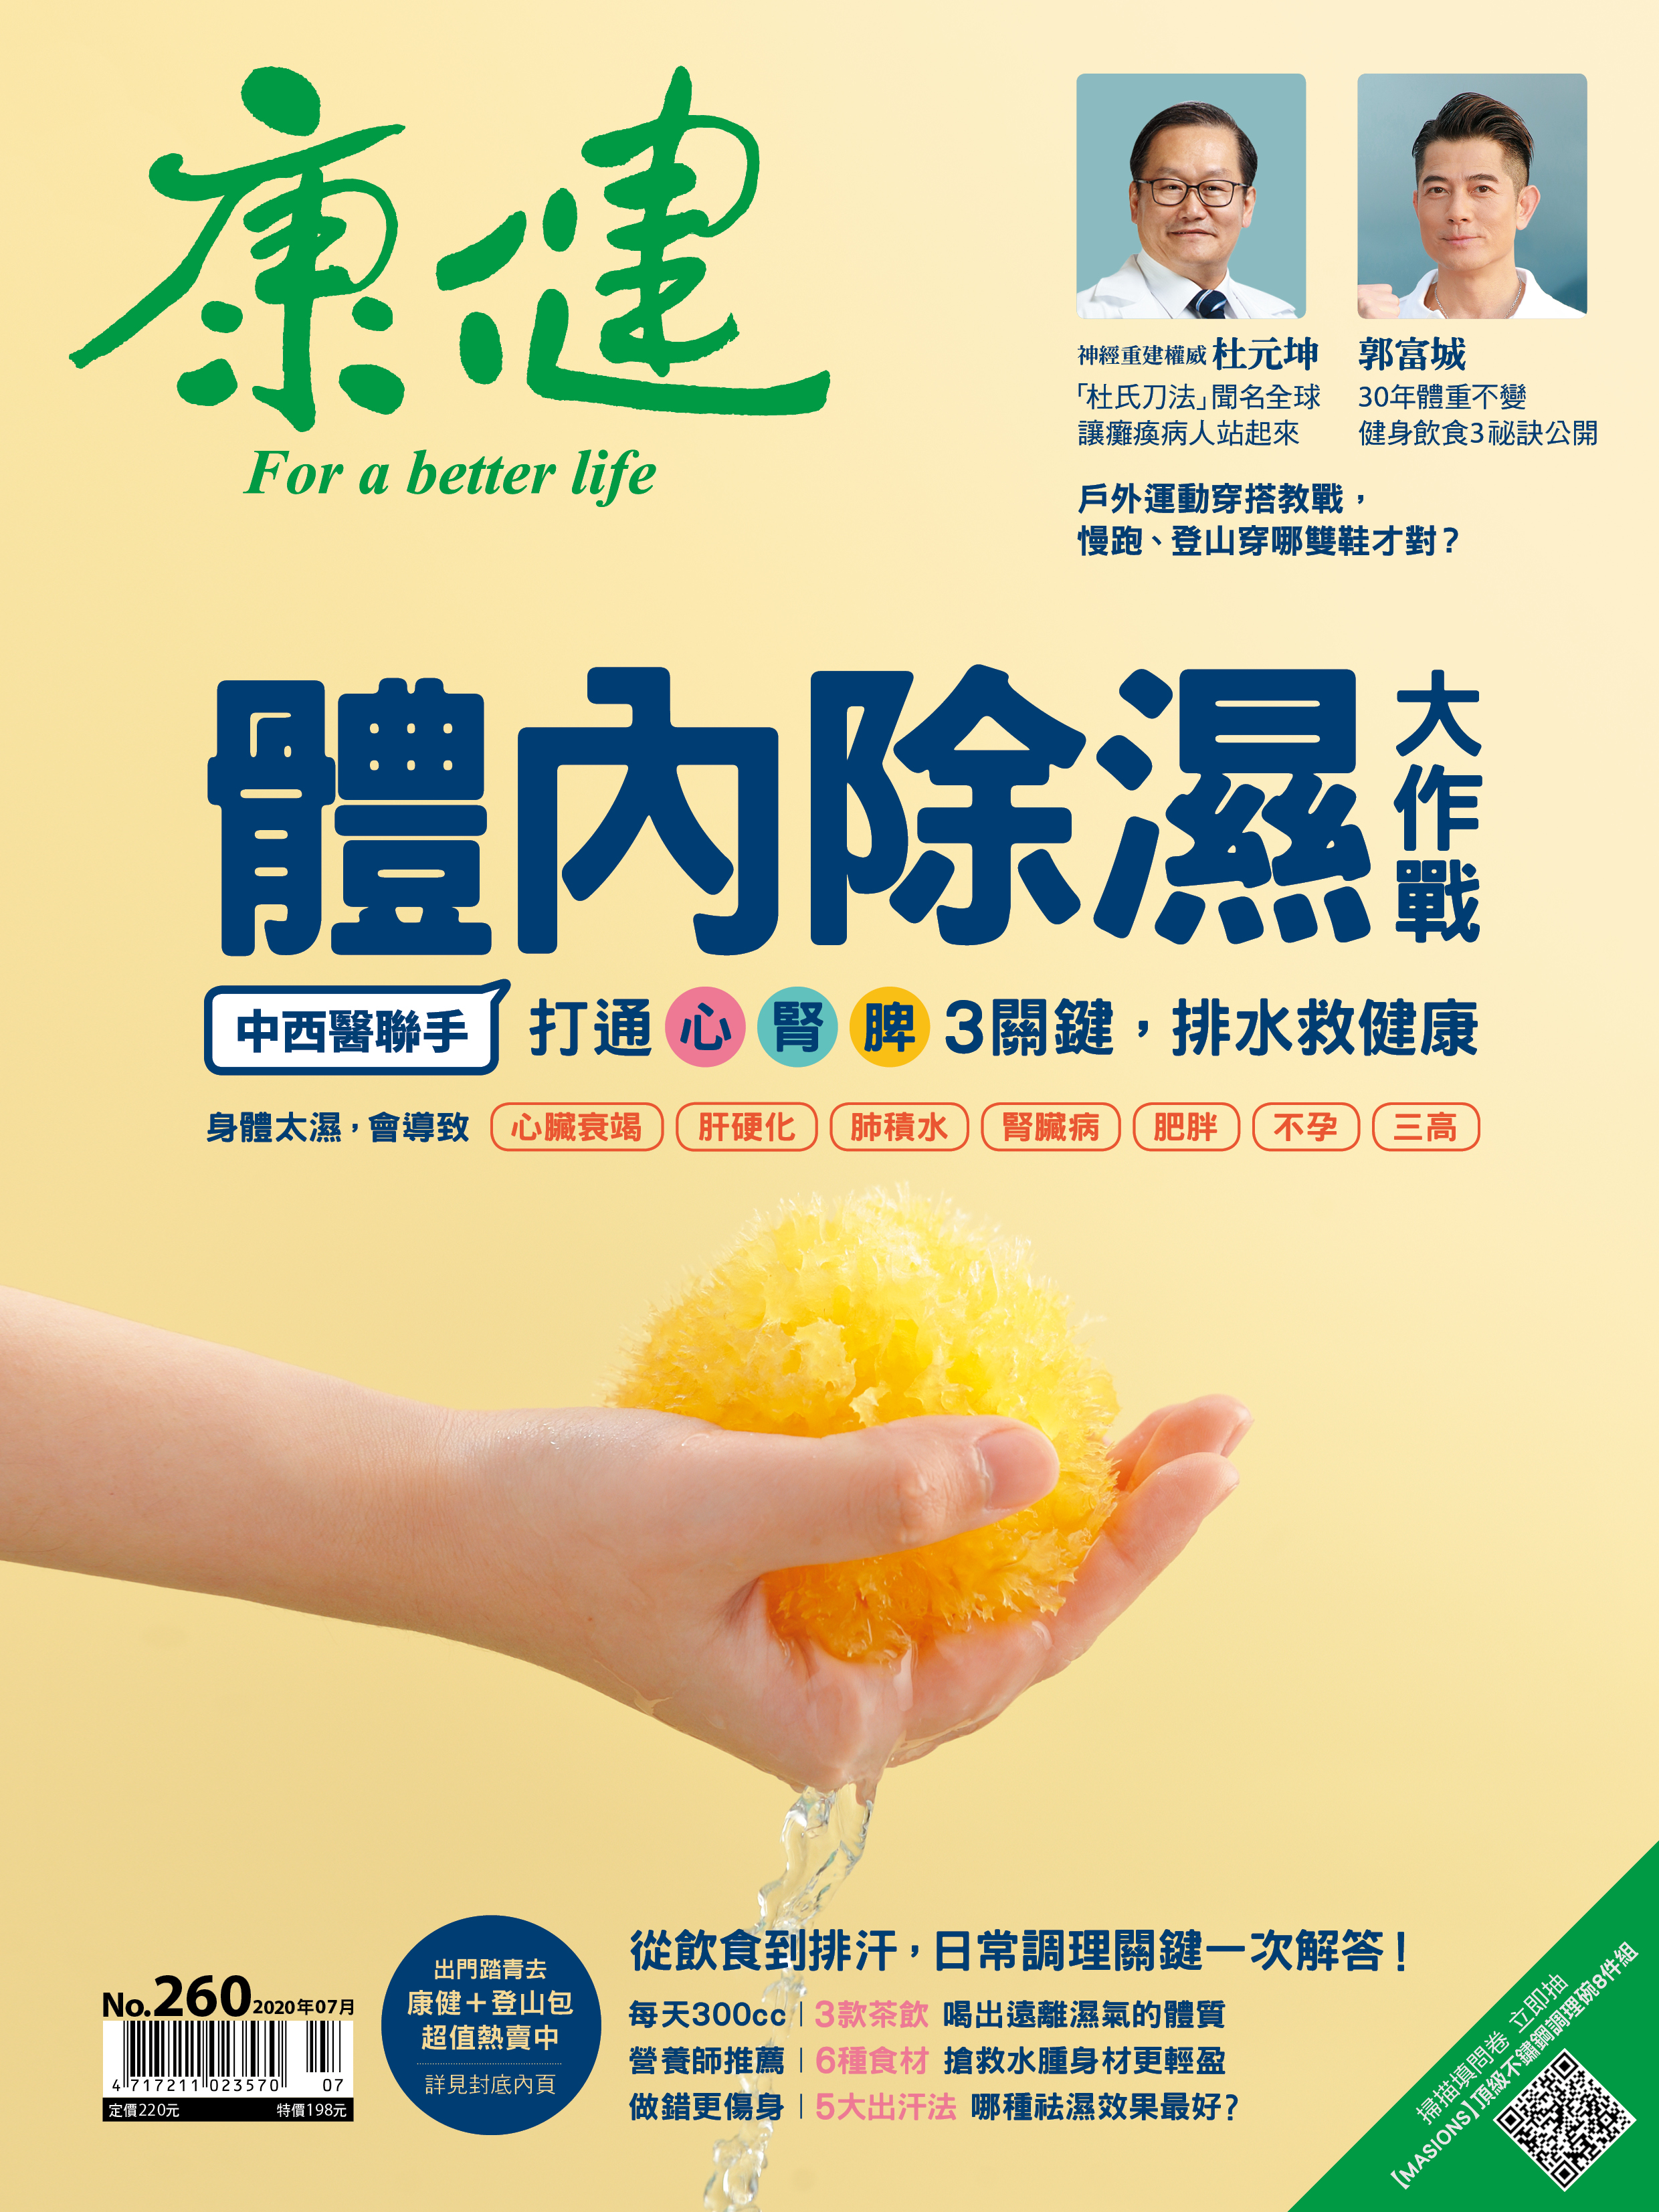 康健
For a better life
神經重建權威 杜元坤
「杜氏刀法」聞名全球
讓癱瘓病人站起來
郭富城
30年體重不變
健身飲食3祕訣公開
戶外運動穿搭教戰，
慢跑、登山穿哪雙鞋才對？
體內除濕
大作戰
中西醫聯手 打通 心 腎 脾 3關鍵，排水救健康
身體太濕，會導致 心臟衰竭 肝硬化 肺積水 腎臟病 肥胖 不孕 三高
從飲食到排汗，日常調理關鍵一次解答！
每天300cc｜3款茶飲 喝出遠離濕氣的體質
營養師推薦｜6種食材 搶救水腫身材更輕盈
做錯更傷身｜5大出汗法 哪種祛濕效果最好？
出門踏青去
康健＋登山包
超值熱賣中
詳見封底內頁
No.260 2020年07月
4 717211 023570 07
定價220元 特價198元
掃描填問卷 立即抽
【MASIONS】頂級不鏽鋼調理碗8件組